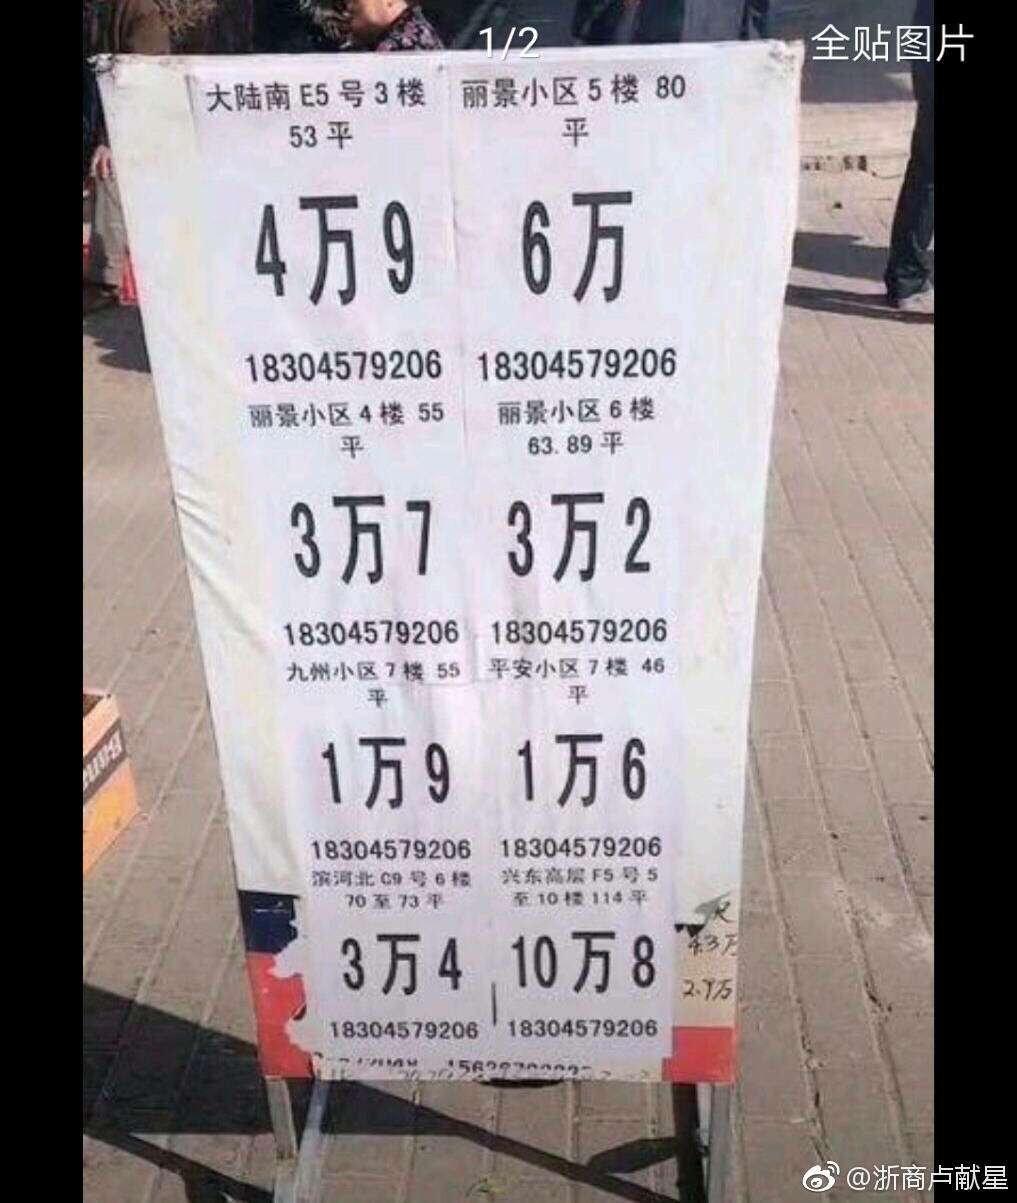 1/2
全贴图片
大陆南 E5 号 3 楼
53 平
4万9
18304579206
丽景小区 5 楼 80
平
6万
18304579206
丽景小区 4 楼 55
平
3万7
18304579206
丽景小区 6 楼
63.89 平
3万2
18304579206
九州小区 7 楼 55
平
1万9
18304579206
平安小区 7 楼 46
平
1万6
18304579206
滨河北 C9 号 6 楼
70 至 73 平
3万4
18304579206
兴东高层 F5 号 5
至 10 楼 114 平
10万8
18304579206
4.3万
2.9万
@浙商卢献星